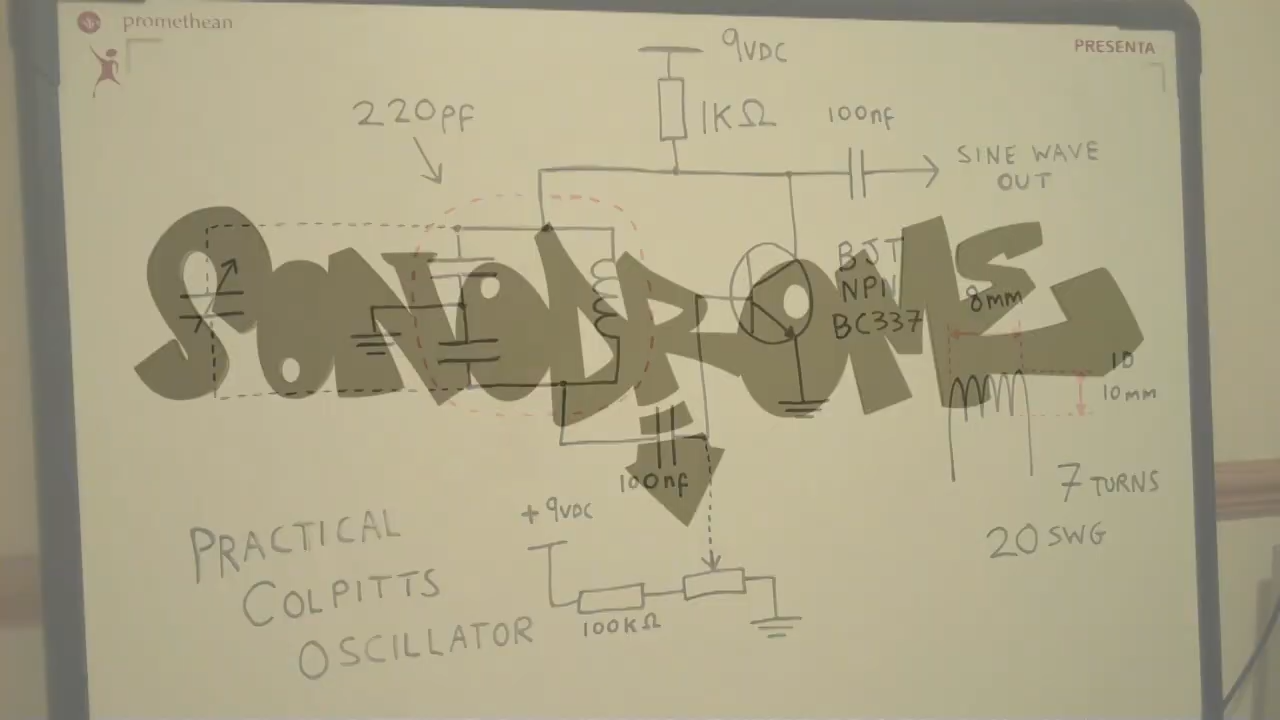 promethean
PRESENTA
9VDC
220pf
1KΩ
100nf
SINE WAVE
OUT
SONODROME
BJT
NPN
BC337
8mm
ID
10mm
100nf
7 TURNS
20 SWG
+9VDC
100KΩ
PRACTICAL
COLPITTS
OSCILLATOR